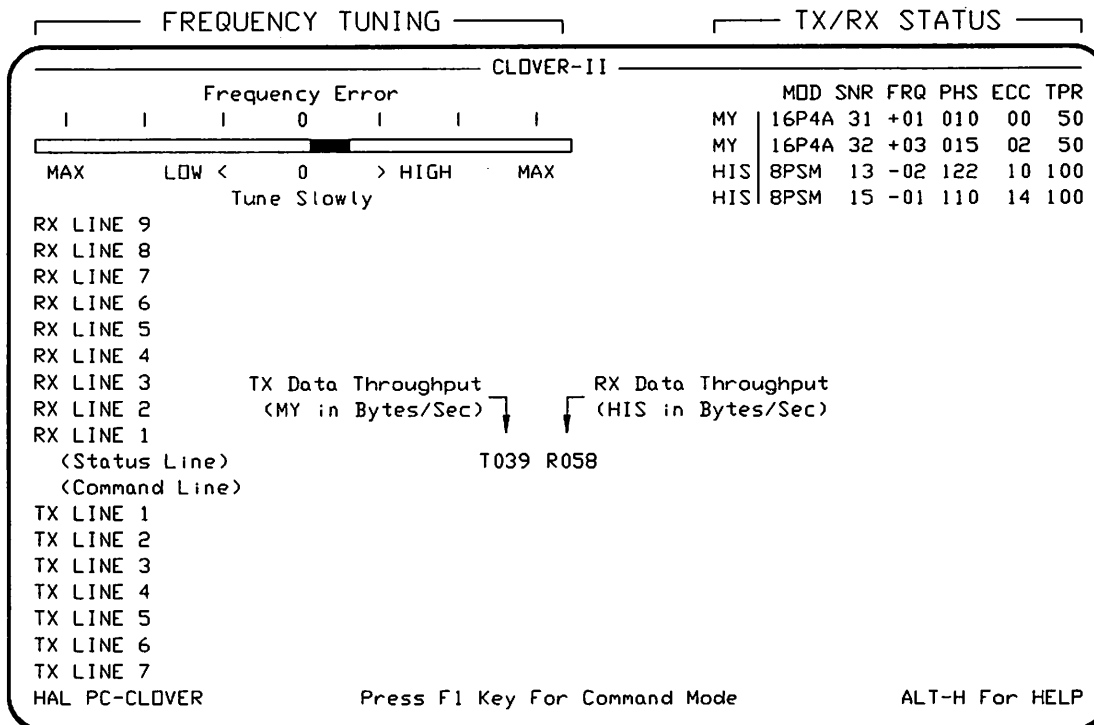 FREQUENCY TUNING TX/RX STATUS
CLOVER-II
Frequency Error
0
MAX LOW < 0 > HIGH MAX
Tune Slowly
MOD SNR FRQ PHS ECC TPR
MY 16P4A 31 +01 010 00 50
MY 16P4A 32 +03 015 02 50
HIS 8PSM 13 -02 122 10 100
HIS 8PSM 15 -01 110 14 100
RX LINE 9
RX LINE 8
RX LINE 7
RX LINE 6
RX LINE 5
RX LINE 4
RX LINE 3 TX Data Throughput RX Data Throughput
RX LINE 2 (MY in Bytes/Sec) (HIS in Bytes/Sec)
RX LINE 1
(Status Line) T039 R058
(Command Line)
TX LINE 1
TX LINE 2
TX LINE 3
TX LINE 4
TX LINE 5
TX LINE 6
TX LINE 7
HAL PC-CLOVER Press F1 Key For Command Mode ALT-H For HELP